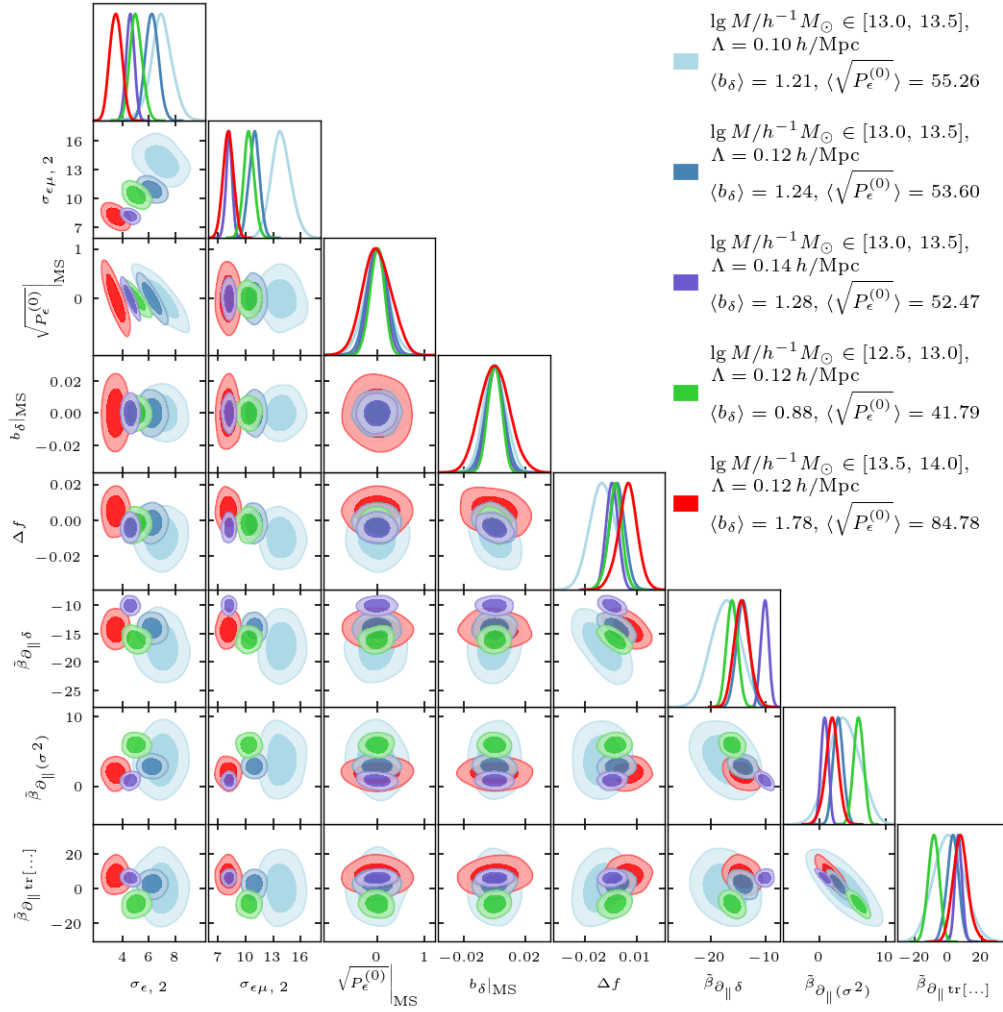 lg M/h⁻¹M⊙ ∈ [13.0, 13.5],
Λ = 0.10 h/Mpc
⟨b_δ⟩ = 1.21, ⟨√P_ϵ^(0)⟩ = 55.26
lg M/h⁻¹M⊙ ∈ [13.0, 13.5],
Λ = 0.12 h/Mpc
⟨b_δ⟩ = 1.24, ⟨√P_ϵ^(0)⟩ = 53.60
lg M/h⁻¹M⊙ ∈ [13.0, 13.5],
Λ = 0.14 h/Mpc
⟨b_δ⟩ = 1.28, ⟨√P_ϵ^(0)⟩ = 52.47
lg M/h⁻¹M⊙ ∈ [12.5, 13.0],
Λ = 0.12 h/Mpc
⟨b_δ⟩ = 0.88, ⟨√P_ϵ^(0)⟩ = 41.79
lg M/h⁻¹M⊙ ∈ [13.5, 14.0],
Λ = 0.12 h/Mpc
⟨b_δ⟩ = 1.78, ⟨√P_ϵ^(0)⟩ = 84.78
σ_ϵμ, 2
16
13
10
7
√P_ϵ^(0)|_MS
1
0
b_δ|_MS
0.02
0.00
−0.02
Δf
0.02
0.00
−0.02
β̃_∂∥δ
−10
−15
−20
−25
β̃_∂∥(σ²)
10
0
β̃_∂∥tr[...]
20
0
−20
4 6 8
7 10 13 16
0 1
0.00 0.02
−0.02 0.01
−20 −10
0 10
−20 0 20
σ_ϵ, 2
σ_ϵμ, 2
√P_ϵ^(0)|_MS
b_δ|_MS
Δf
β̃_∂∥δ
β̃_∂∥(σ²)
β̃_∂∥tr[...]